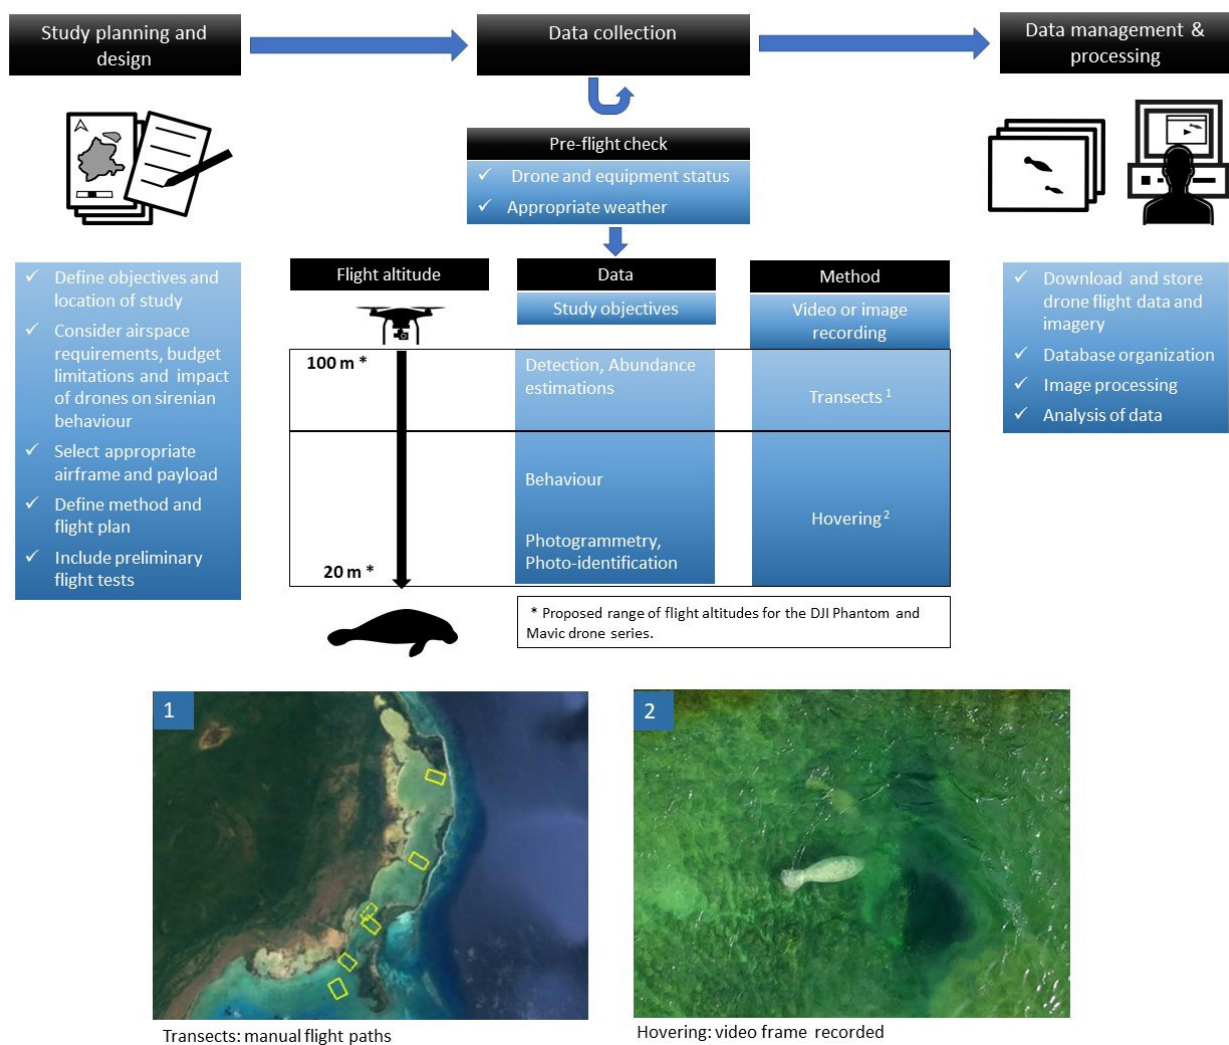 Study planning and
design
Data collection
Data management &
processing
Pre-flight check
✓ Drone and equipment status
✓ Appropriate weather
✓ Define objectives and
location of study
✓ Consider airspace
requirements, budget
limitations and impact
of drones on sirenian
behaviour
✓ Select appropriate
airframe and payload
✓ Define method and
flight plan
✓ Include preliminary
flight tests
Flight altitude
Data
Method
Study objectives
Video or image
recording
100 m *
Detection, Abundance
estimations
Transects 1
Behaviour
Hovering 2
Photogrammetry,
Photo-identification
20 m *
* Proposed range of flight altitudes for the DJI Phantom and
Mavic drone series.
✓ Download and store
drone flight data and
imagery
✓ Database organization
✓ Image processing
✓ Analysis of data
1
2
Transects: manual flight paths
Hovering: video frame recorded